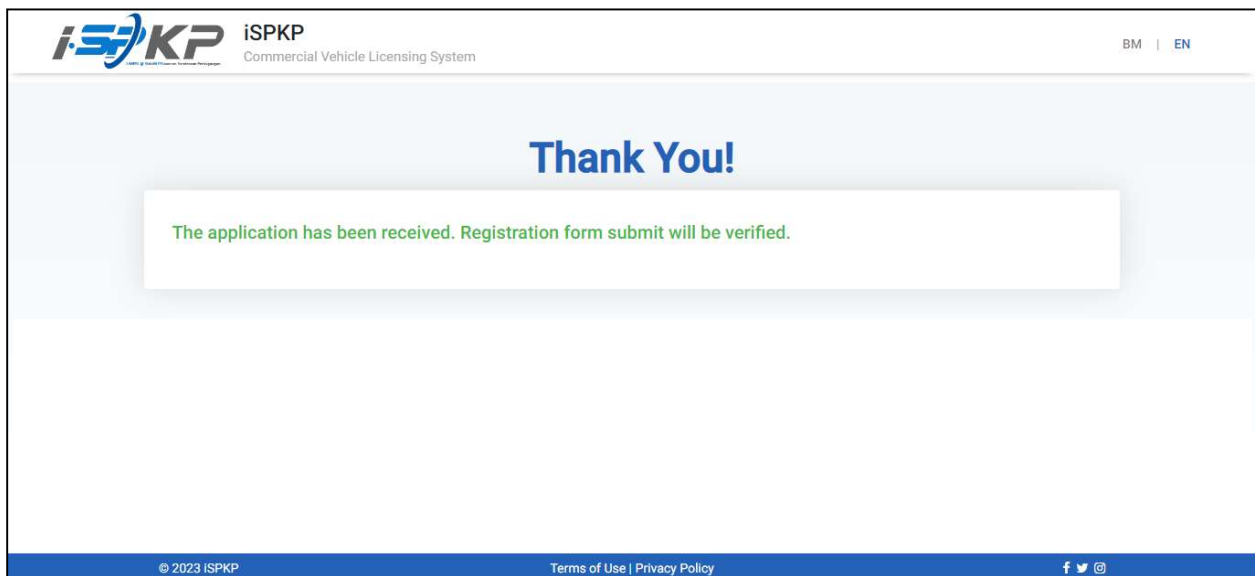 i-SPKP
iSPKP
Commercial Vehicle Licensing System
BM | EN
Thank You!
The application has been received. Registration form submit will be verified.
© 2023 iSPKP
Terms of Use | Privacy Policy